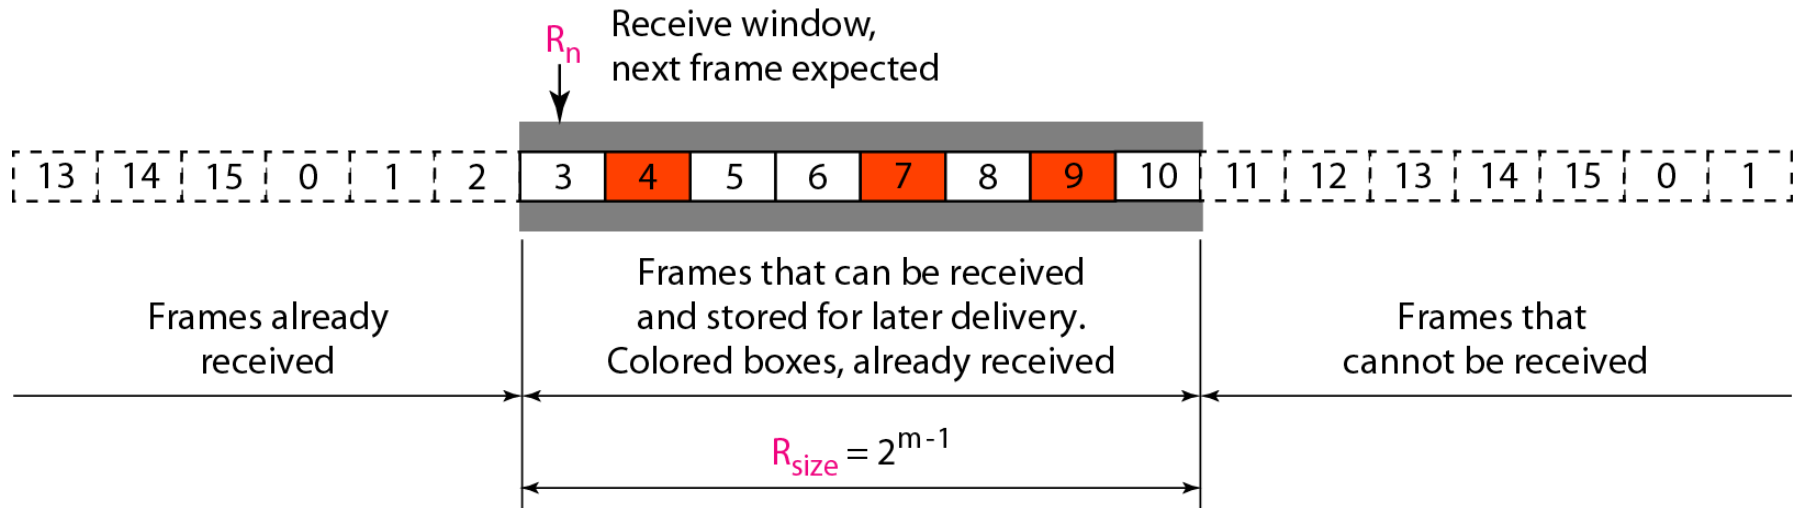 Rn
Receive window,
next frame expected
13 14 15 0 1 2 3 4 5 6 7 8 9 10 11 12 13 14 15 0 1
Frames already
received
Frames that can be received
and stored for later delivery.
Colored boxes, already received
Frames that
cannot be received
Rsize = 2^m-1